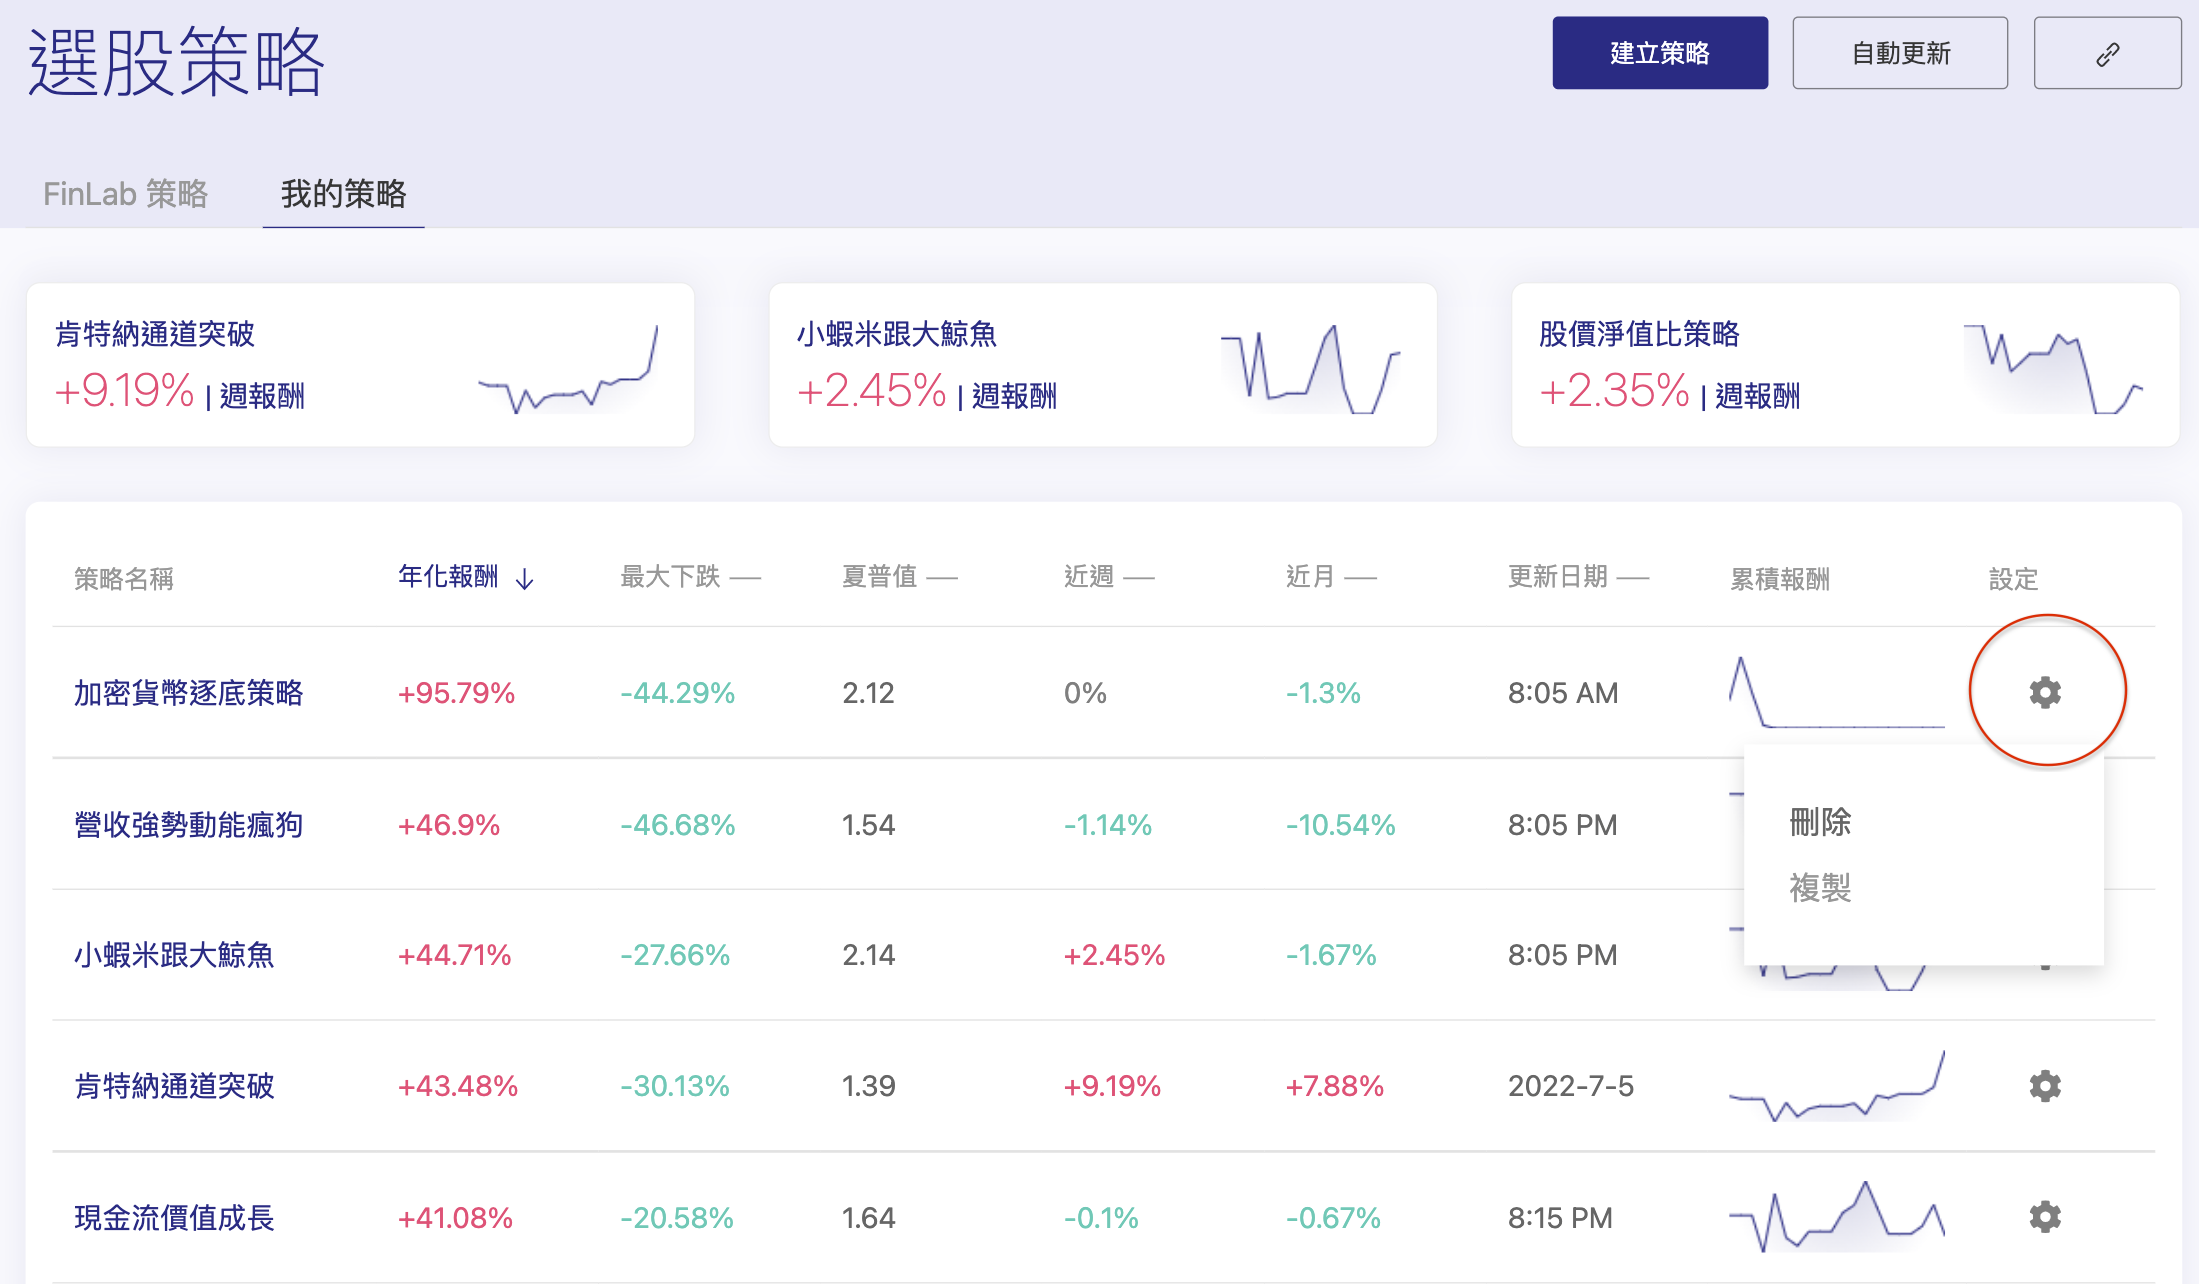 選股策略
建立策略
自動更新
FinLab 策略 我的策略
肯特納通道突破
+9.19% | 週報酬
小蝦米跟大鯨魚
+2.45% | 週報酬
股價淨值比策略
+2.35% | 週報酬
策略名稱 年化報酬 ↓ 最大下跌 — 夏普值 — 近週 — 近月 — 更新日期 — 累積報酬 設定
加密貨幣逐底策略 +95.79% -44.29% 2.12 0% -1.3% 8:05 AM
營收強勢動能瘋狗 +46.9% -46.68% 1.54 -1.14% -10.54% 8:05 PM
刪除
複製
小蝦米跟大鯨魚 +44.71% -27.66% 2.14 +2.45% -1.67% 8:05 PM
肯特納通道突破 +43.48% -30.13% 1.39 +9.19% +7.88% 2022-7-5
現金流價值成長 +41.08% -20.58% 1.64 -0.1% -0.67% 8:15 PM